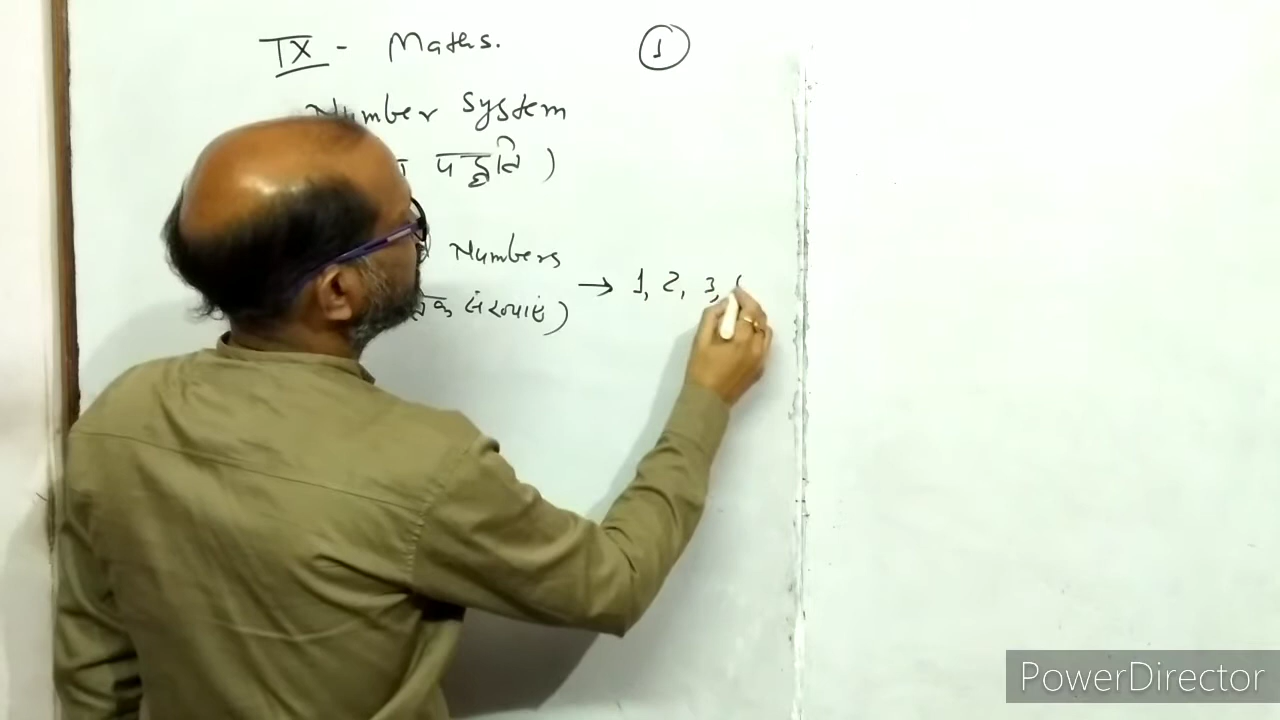 IX - Maths.
1
Number System
पद्धति )
Numbers
→ 1, 2, 3,
संख्याएं )
PowerDirector